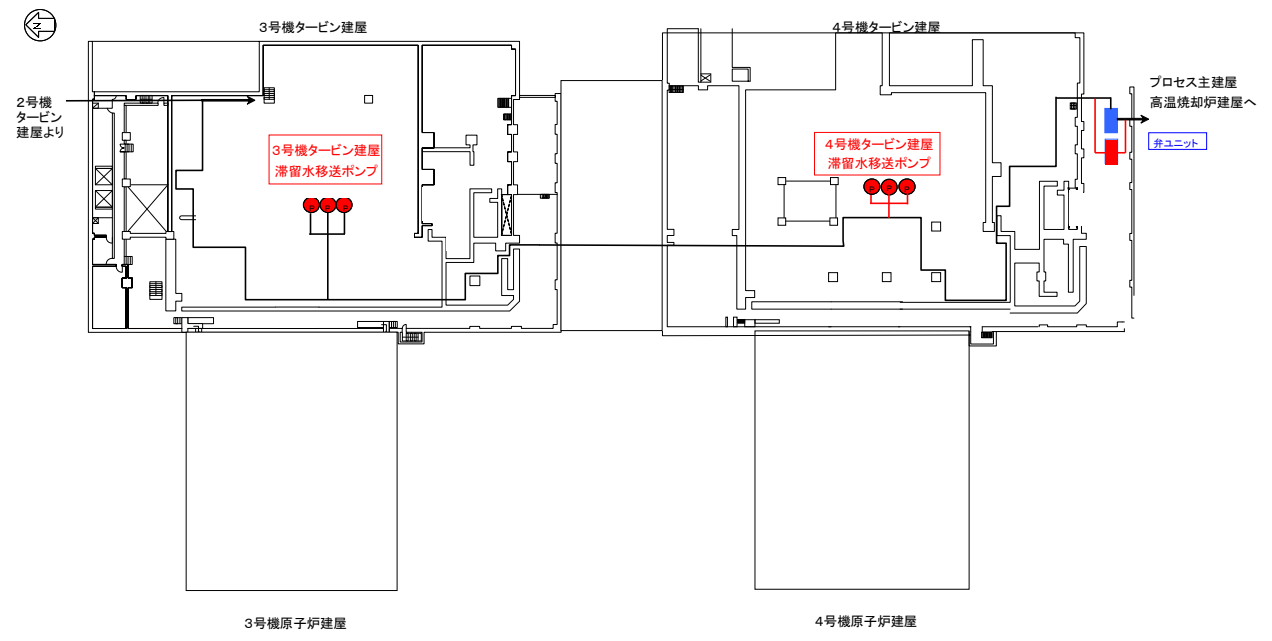 N
3号機タービン建屋
4号機タービン建屋
2号機
タービン
建屋より
プロセス主建屋
高温焼却炉建屋へ
弁ユニット
3号機タービン建屋
滞留水移送ポンプ
P P P
4号機タービン建屋
滞留水移送ポンプ
P P P
3号機原子炉建屋
4号機原子炉建屋